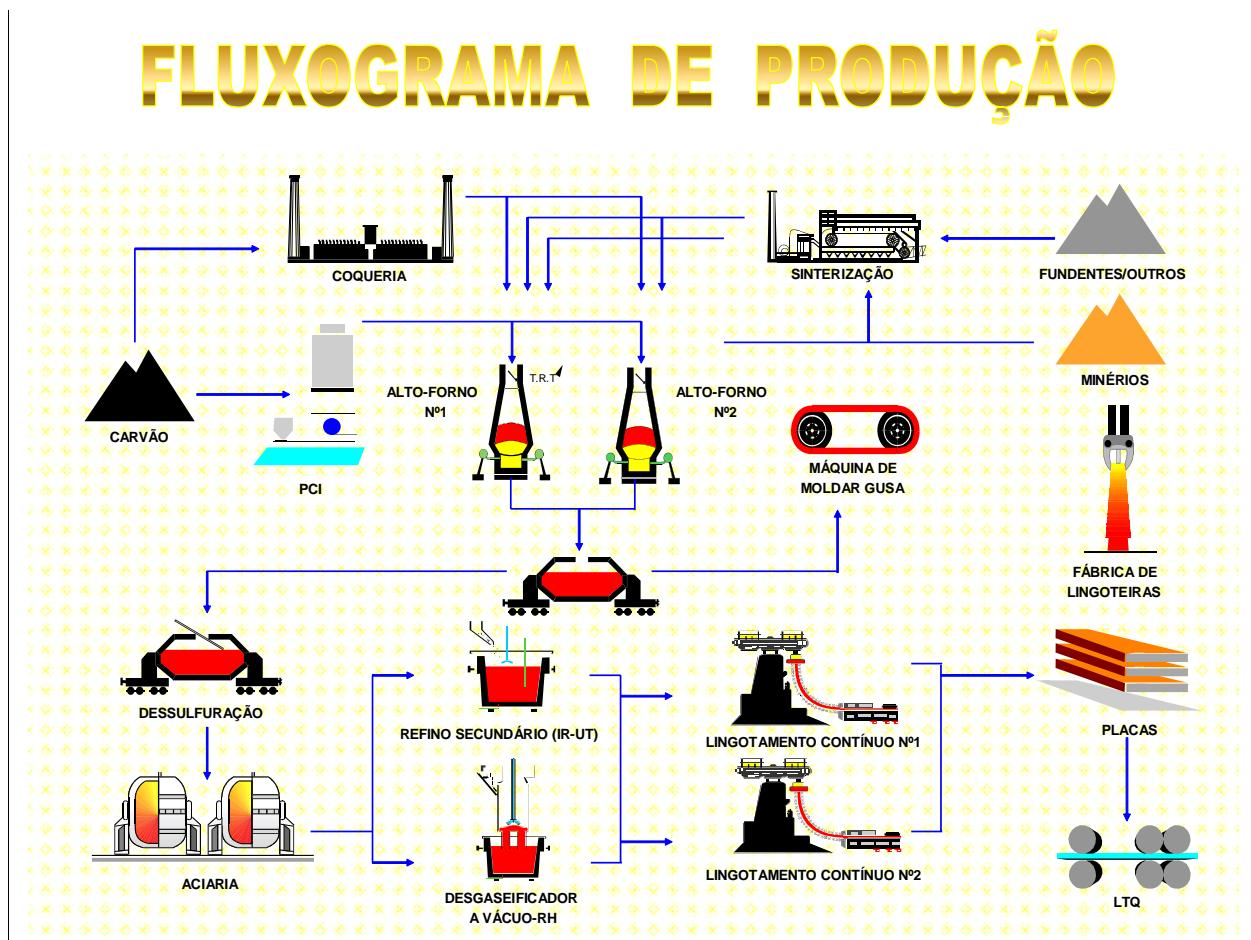 FLUXOGRAMA DE PRODUÇÃO
COQUERIA
SINTERIZAÇÃO
FUNDENTES/OUTROS
CARVÃO
PCI
ALTO-FORNO
Nº1
T.R.T
ALTO-FORNO
Nº2
MINÉRIOS
MÁQUINA DE
MOLDAR GUSA
FÁBRICA DE
LINGOTEIRAS
DESSULFURAÇÃO
REFINO SECUNDÁRIO (IR-UT)
LINGOTAMENTO CONTÍNUO Nº1
PLACAS
ACIARIA
DESGASEIFICADOR
A VÁCUO-RH
LINGOTAMENTO CONTÍNUO Nº2
LTQ